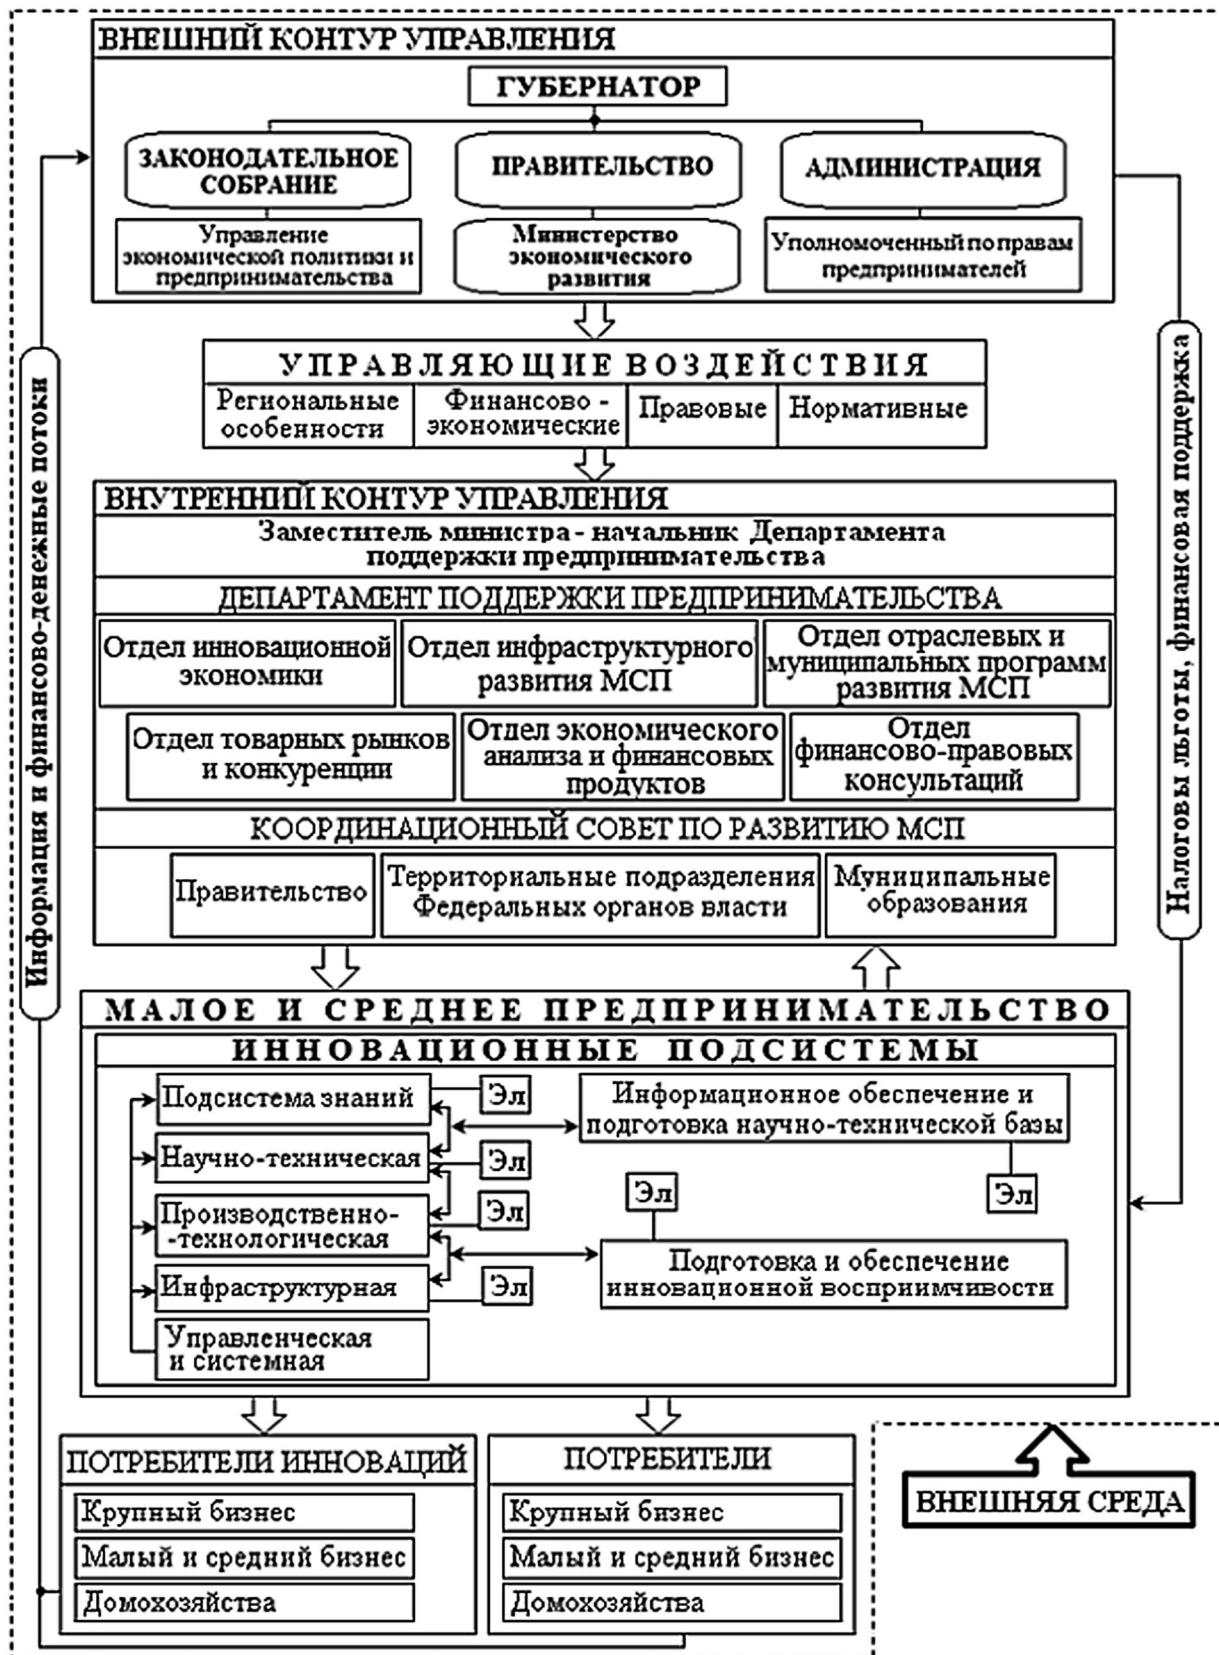 ВНЕШНИЙ КОНТУР УПРАВЛЕНИЯ
ГУБЕРНАТОР
ЗАКОНОДАТЕЛЬНОЕ
СОБРАНИЕ
ПРАВИТЕЛЬСТВО
АДМИНИСТРАЦИЯ
Управление
экономической политики и
предпринимательства
Министерство
экономического
развития
Уполномоченный по правам
предпринимателей
Информация и финансово-денежные потоки
Налоговы льготы, финансовая поддержка
УПРАВЛЯЮЩИЕ ВОЗДЕЙСТВИЯ
Региональные
особенности
Финансово -
экономические
Правовые
Нормативные
ВНУТРЕННИЙ КОНТУР УПРАВЛЕНИЯ
Заместитель министра - начальник Департамента
поддержки предпринимательства
ДЕПАРТАМЕНТ ПОДДЕРЖКИ ПРЕДПРИНИМАТЕЛЬСТВА
Отдел инновационной
экономики
Отдел инфраструктурного
развития МСП
Отдел отраслевых и
муниципальных программ
развития МСП
Отдел товарных рынков
и конкуренции
Отдел экономического
анализа и финансовых
продуктов
Отдел
финансово-правовых
консультаций
КООРДИНАЦИОННЫЙ СОВЕТ ПО РАЗВИТИЮ МСП
Правительство
Территориальные подразделения
Федеральных органов власти
Муниципальные
образования
МАЛОЕ И СРЕДНЕЕ ПРЕДПРИНИМАТЕЛЬСТВО
ИННОВАЦИОННЫЕ ПОДСИСТЕМЫ
Подсистема знаний
Эл
Информационное обеспечение и
подготовка научно-технической базы
Научно-техническая
Эл
Эл
Эл
Производственно-
-технологическая
Эл
Подготовка и обеспечение
инновационной восприимчивости
Инфраструктурная
Эл
Управленческая
и системная
ПОТРЕБИТЕЛИ ИННОВАЦИЙ
Крупный бизнес
Малый и средний бизнес
Домохозяйства
ПОТРЕБИТЕЛИ
Крупный бизнес
Малый и средний бизнес
Домохозяйства
ВНЕШНЯЯ СРЕДА